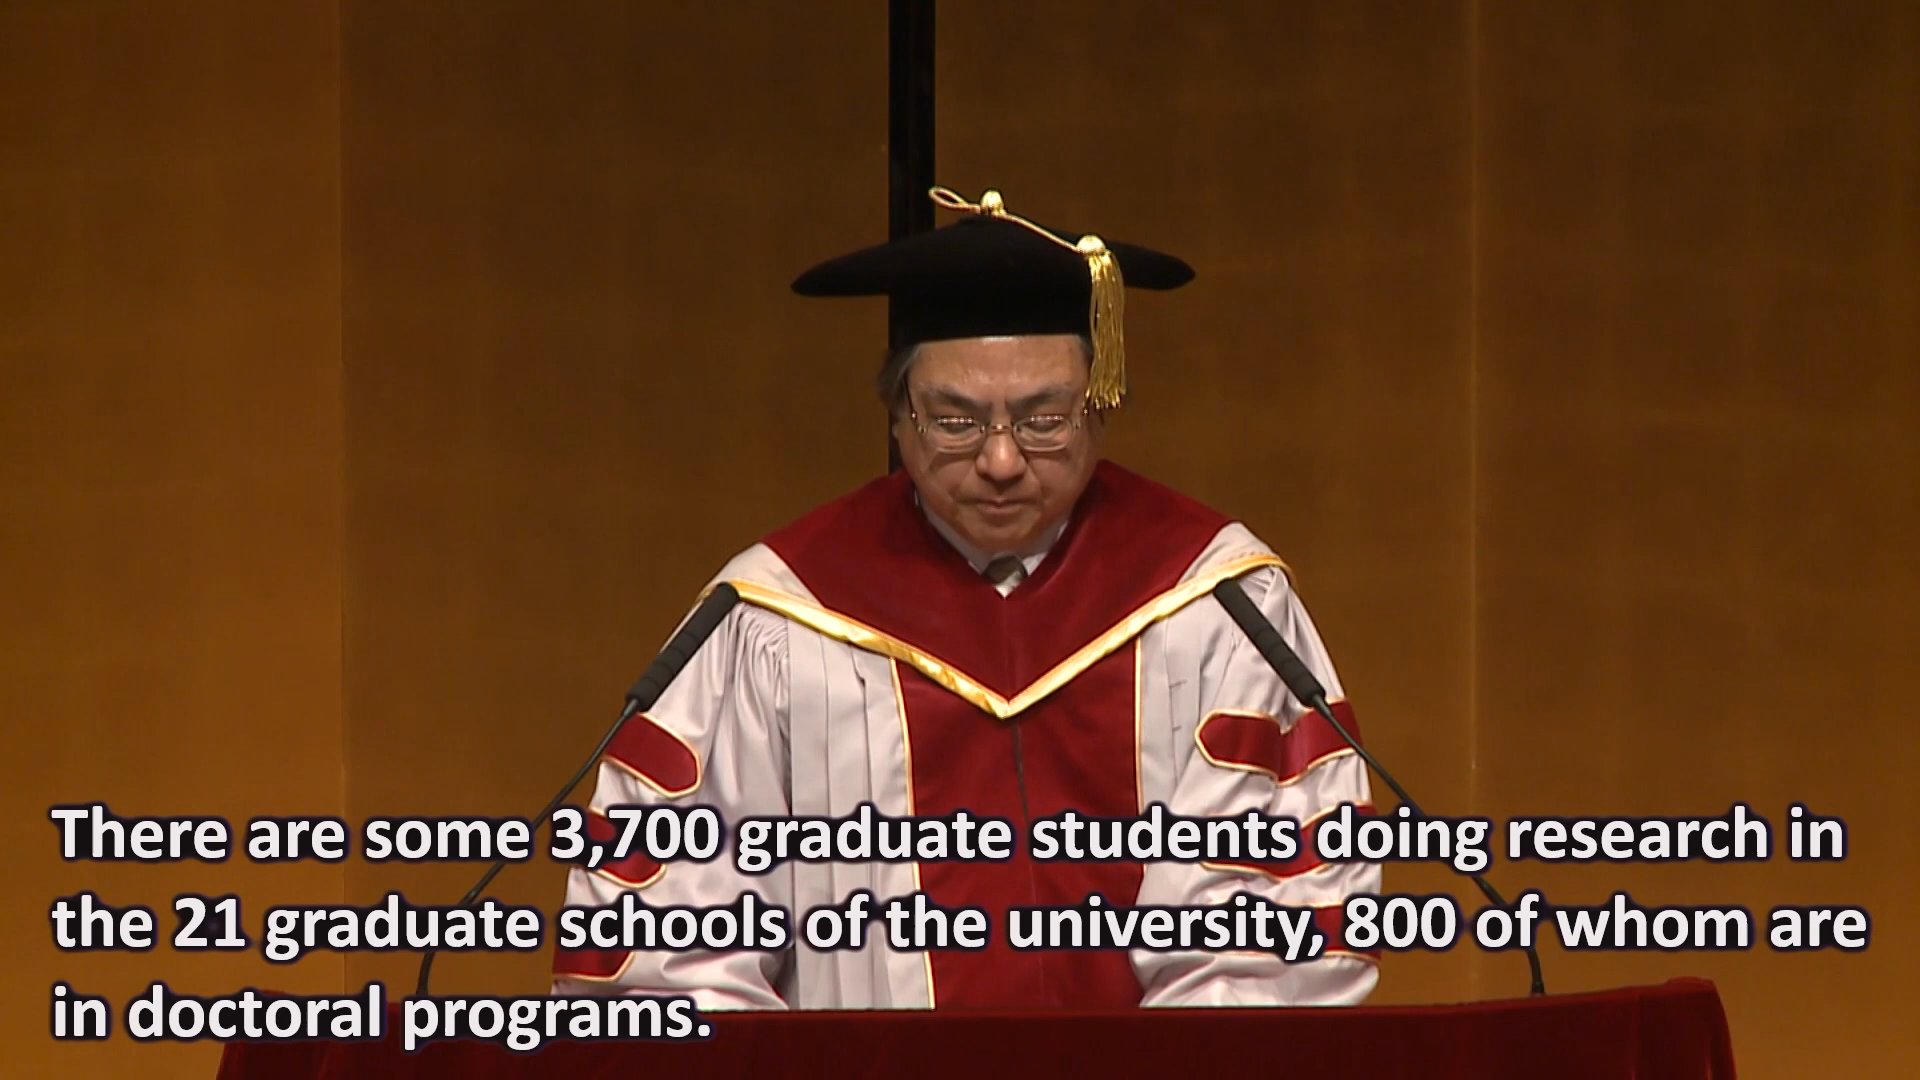 There are some 3,700 graduate students doing research in
the 21 graduate schools of the university, 800 of whom are
in doctoral programs.